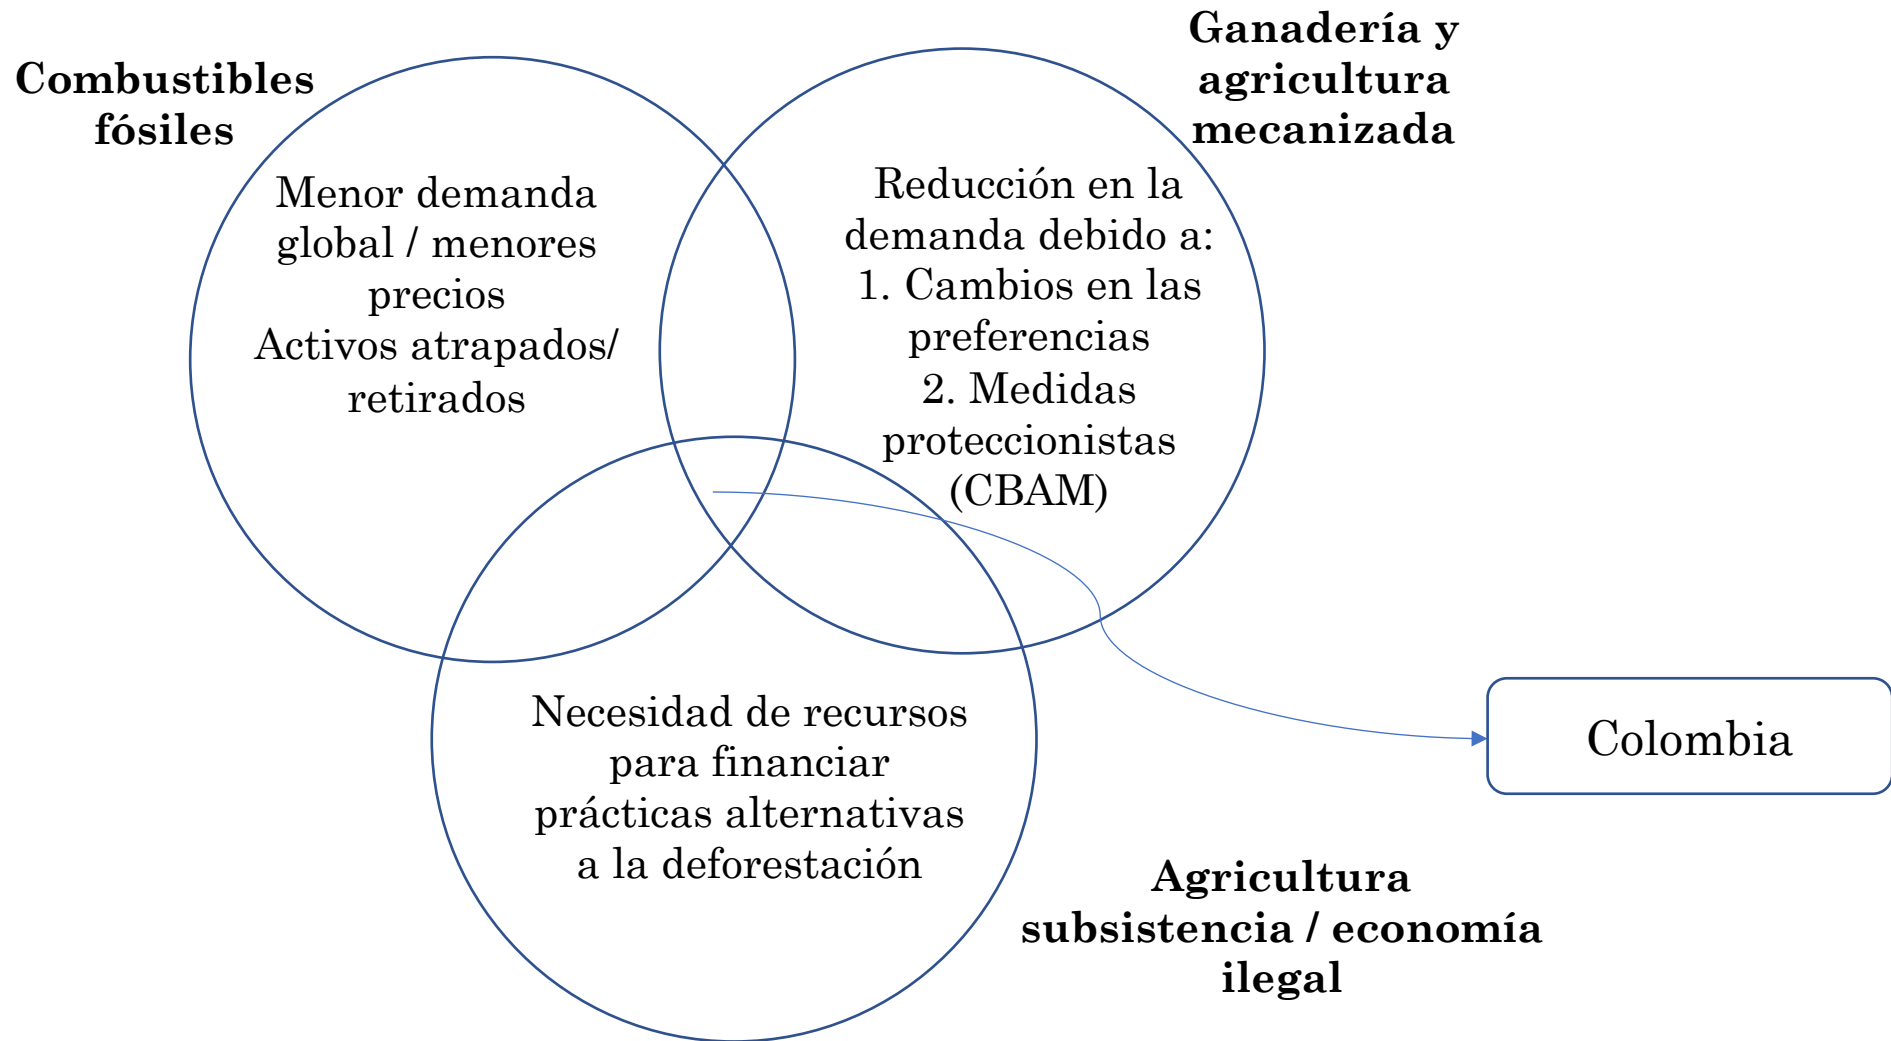 Combustibles
fósiles
Menor demanda
global / menores
precios
Activos atrapados/
retirados
Ganadería y
agricultura
mecanizada
Reducción en la
demanda debido a:
1. Cambios en las
preferencias
2. Medidas
proteccionistas
(CBAM)
Necesidad de recursos
para financiar
prácticas alternativas
a la deforestación
Agricultura
subsistencia / economía
ilegal
Colombia